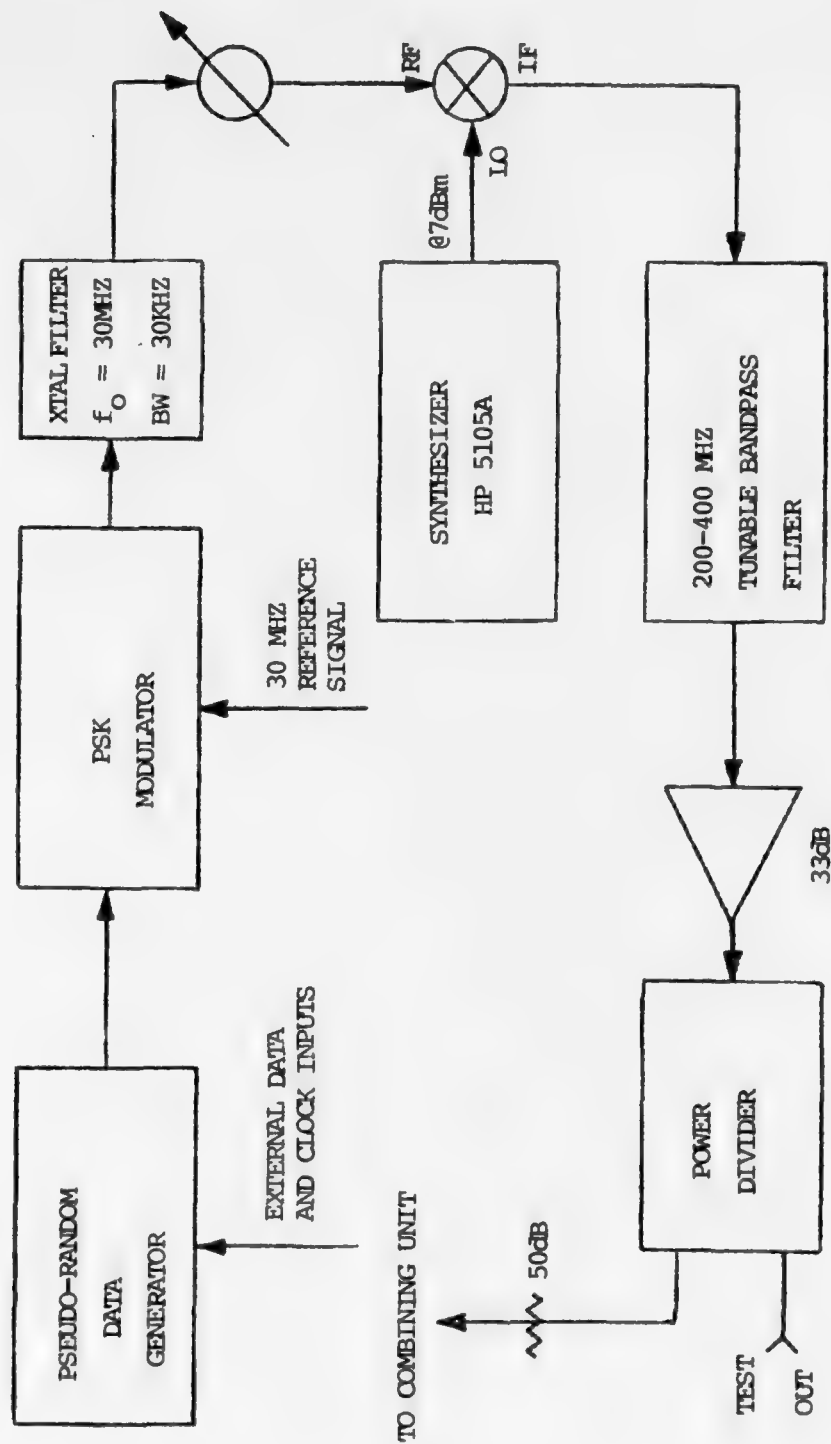 PSEUDO-RANDOM
DATA
GENERATOR
EXTERNAL DATA
AND CLOCK INPUTS
PSK
MODULATOR
30 MHZ
REFERENCE
SIGNAL
XTAL FILTER
fO = 30MHZ
BW = 30KHZ
RF
LO
IF
@7dBm
SYNTHESIZER
HP 5105A
200-400 MHZ
TUNABLE BANDPASS
FILTER
33dB
POWER
DIVIDER
50dB
TO COMBINING UNIT
TEST
OUT